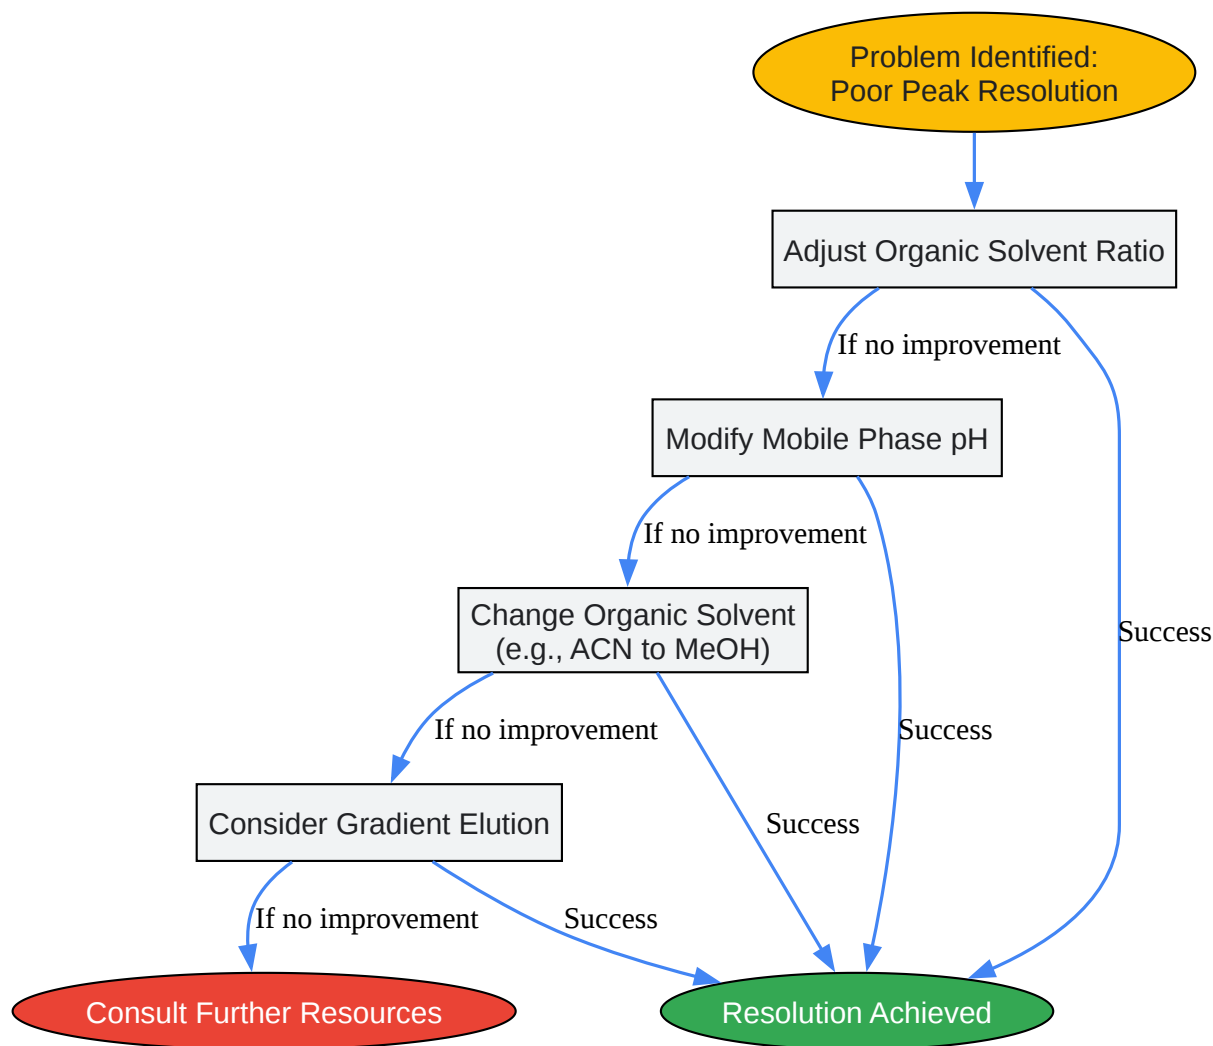 Problem Identified:
Poor Peak Resolution
Adjust Organic Solvent Ratio
If no improvement
Modify Mobile Phase pH
If no improvement
Change Organic Solvent
(e.g., ACN to MeOH)
Success
If no improvement
Success
Consider Gradient Elution
Success
If no improvement
Success
Consult Further Resources
Resolution Achieved